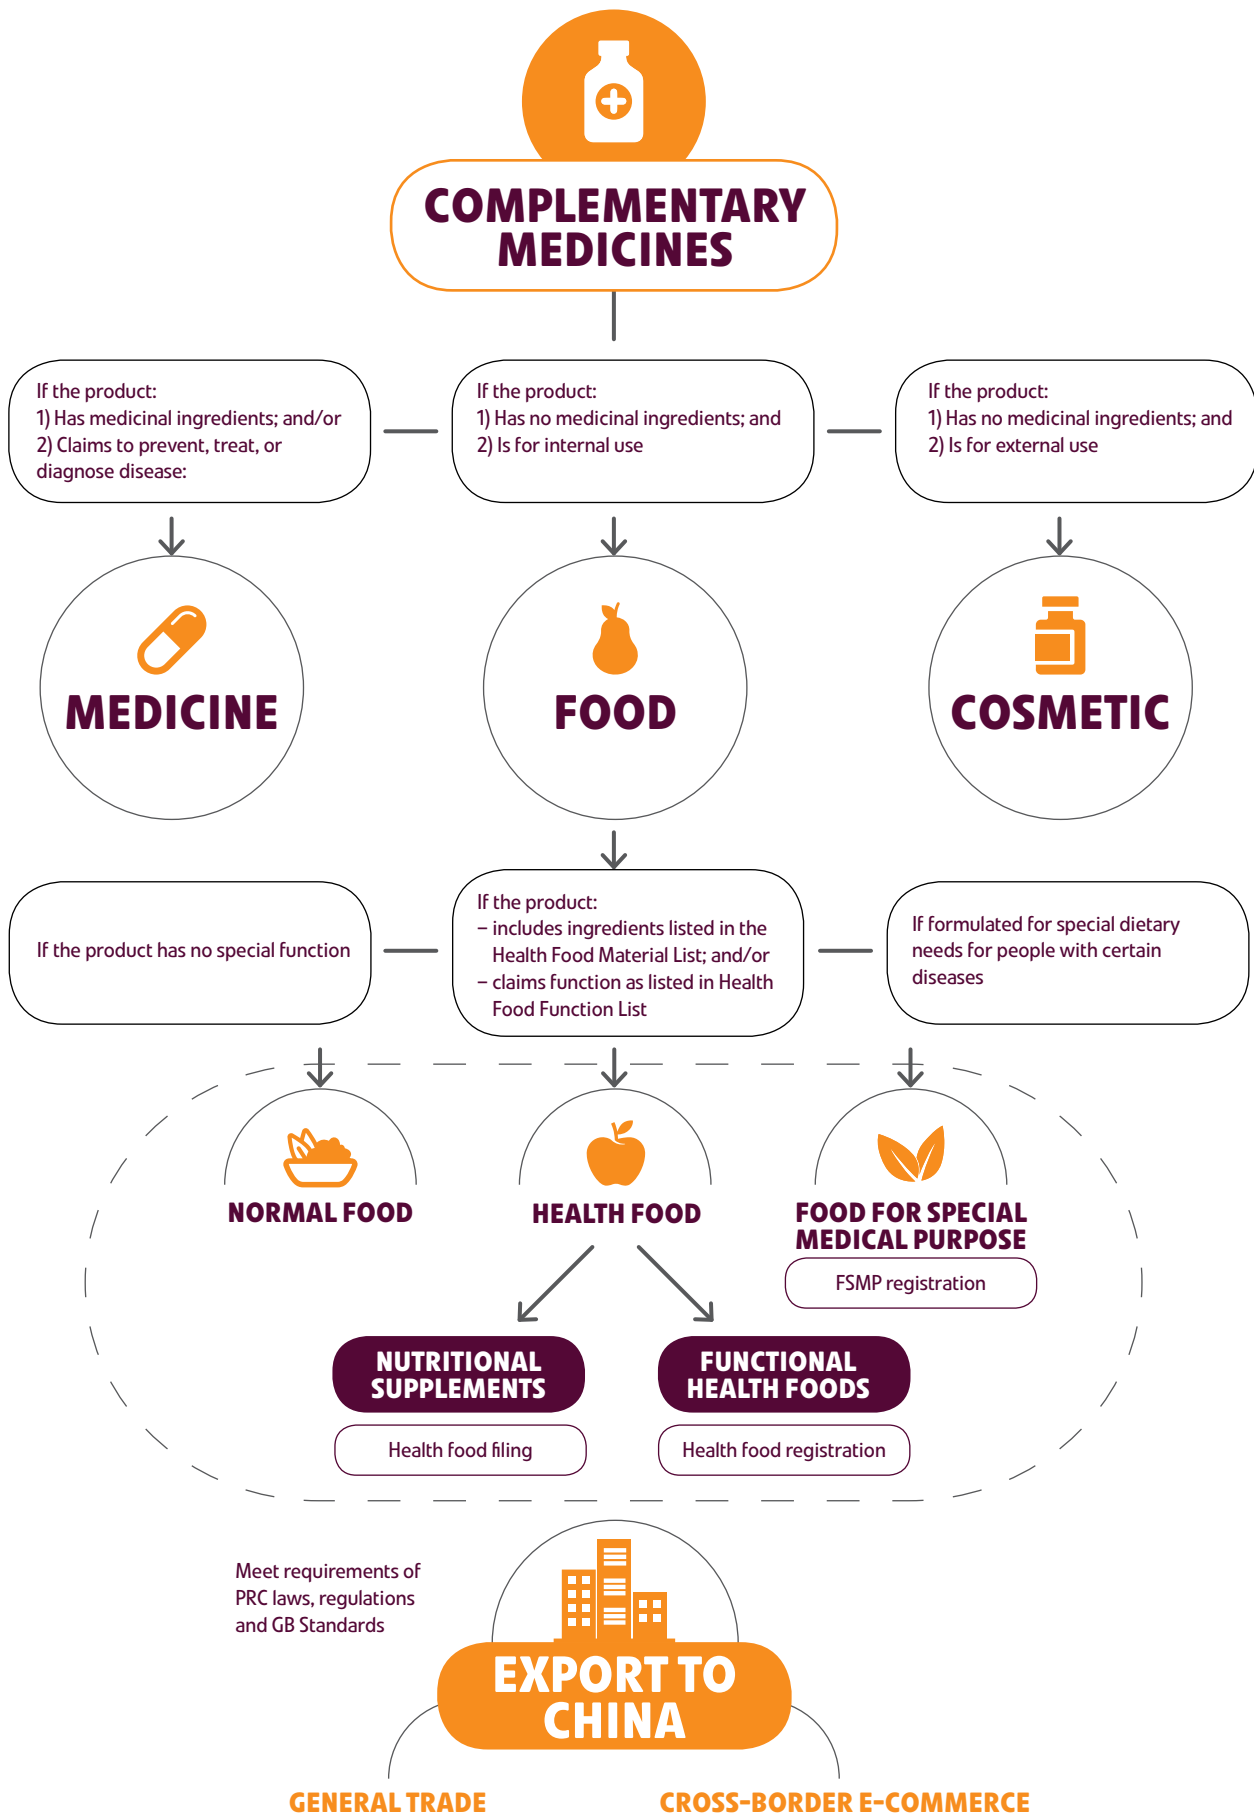 COMPLEMENTARY
MEDICINES
If the product:
1) Has medicinal ingredients; and/or
2) Claims to prevent, treat, or
diagnose disease:
If the product:
1) Has no medicinal ingredients; and
2) Is for internal use
If the product:
1) Has no medicinal ingredients; and
2) Is for external use
MEDICINE
FOOD
COSMETIC
If the product has no special function
If the product:
– includes ingredients listed in the
Health Food Material List; and/or
– claims function as listed in Health
Food Function List
If formulated for special dietary
needs for people with certain
diseases
NORMAL FOOD
HEALTH FOOD
FOOD FOR SPECIAL
MEDICAL PURPOSE
FSMP registration
NUTRITIONAL
SUPPLEMENTS
Health food filing
FUNCTIONAL
HEALTH FOODS
Health food registration
Meet requirements of
PRC laws, regulations
and GB Standards
EXPORT TO
CHINA
GENERAL TRADE
CROSS-BORDER E-COMMERCE